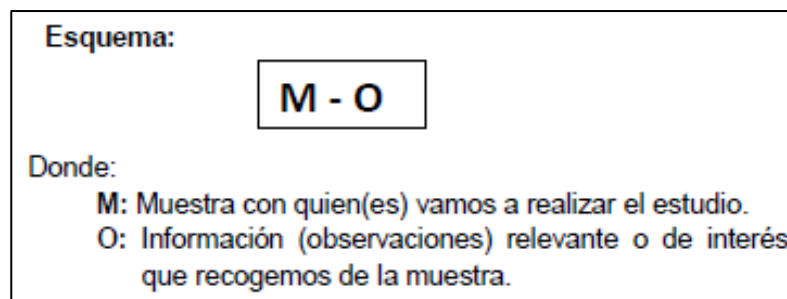 Esquema:
M - O
Donde:
M: Muestra con quien(es) vamos a realizar el estudio.
O: Información (observaciones) relevante o de interés
que recogemos de la muestra.